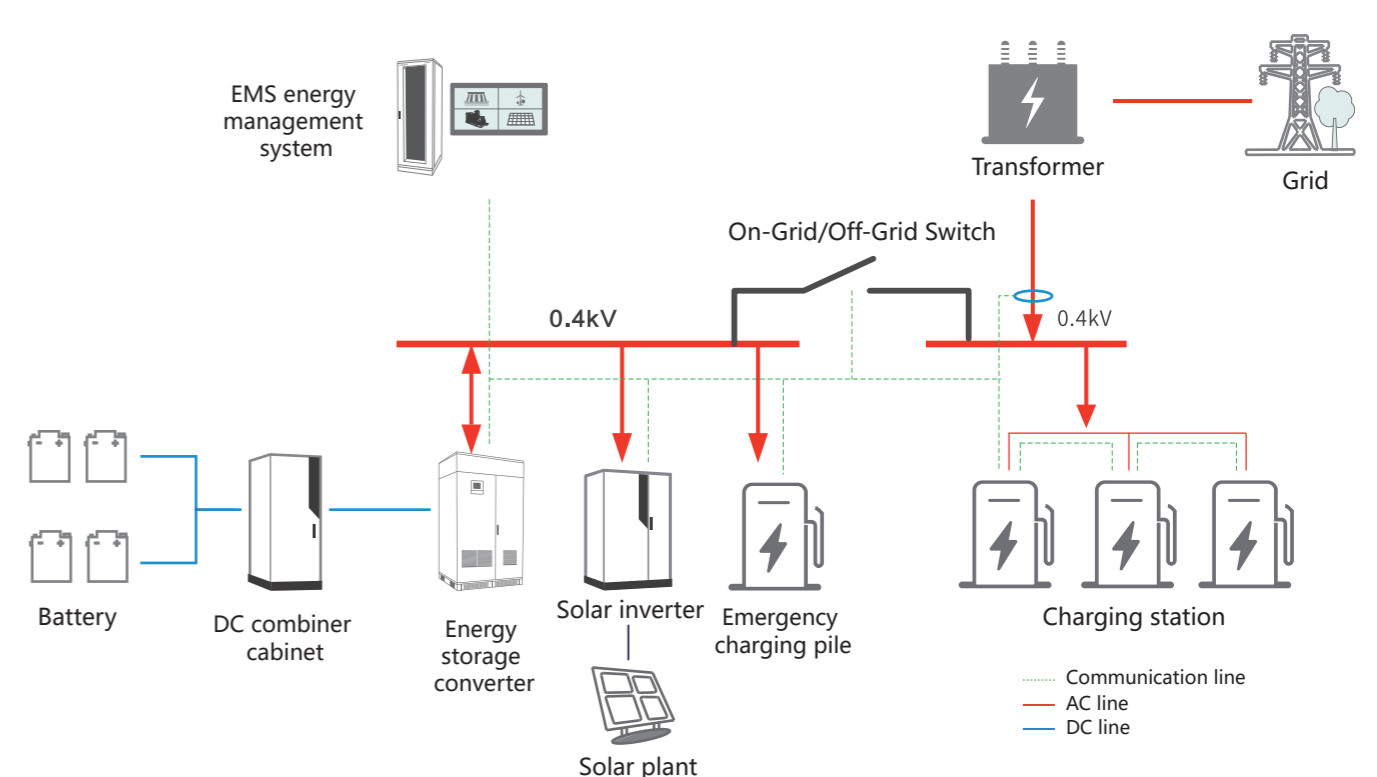 EMS energy
management
system
Transformer
Grid
On-Grid/Off-Grid Switch
0.4kV
0.4kV
Battery
DC combiner
cabinet
Energy
storage
converter
Solar inverter
Emergency
charging pile
Charging station
Solar plant
Communication line
AC line
DC line